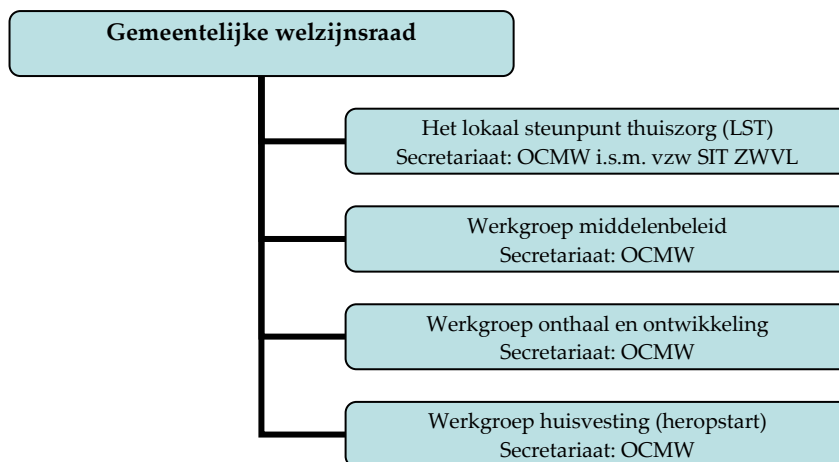 Gemeentelijke welzijnsraad
Het lokaal steunpunt thuiszorg (LST)
Secretariaat: OCMW i.s.m. vzw SIT ZWVL
Werkgroep middelenbeleid
Secretariaat: OCMW
Werkgroep onthaal en ontwikkeling
Secretariaat: OCMW
Werkgroep huisvesting (heropstart)
Secretariaat: OCMW